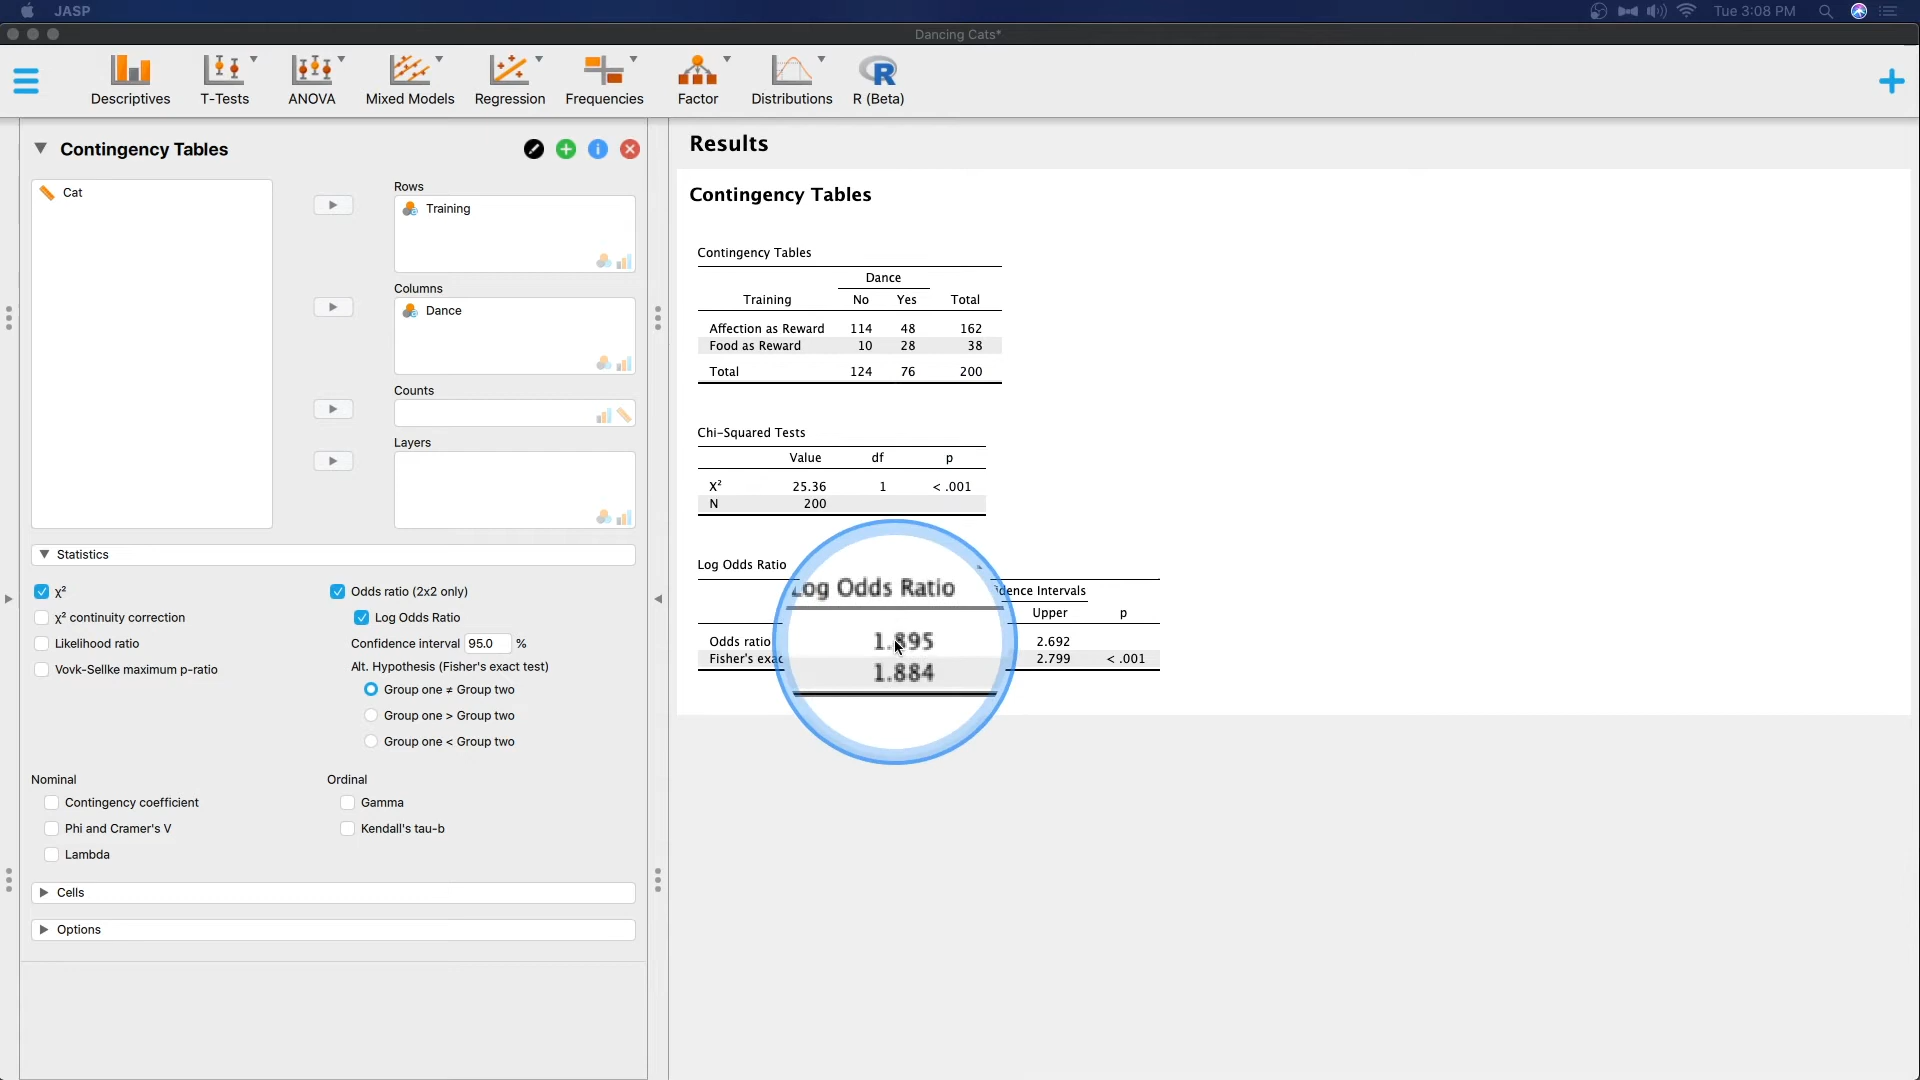 JASP
Tue 3:08 PM
Dancing Cats*
Descriptives
T-Tests
ANOVA
Mixed Models
Regression
Frequencies
Factor
Distributions
R (Beta)
Contingency Tables
Cat
Rows
Training
Columns
Dance
Counts
Layers
Statistics
χ²
χ² continuity correction
Likelihood ratio
Vovk-Sellke maximum p-ratio
Odds ratio (2x2 only)
Log Odds Ratio
Confidence interval 95.0 %
Alt. Hypothesis (Fisher's exact test)
Group one ≠ Group two
Group one > Group two
Group one < Group two
Nominal
Contingency coefficient
Phi and Cramer's V
Lambda
Ordinal
Gamma
Kendall's tau-b
Cells
Options
Results
Contingency Tables
Contingency Tables
Dance
Training No Yes Total
Affection as Reward 114 48 162
Food as Reward 10 28 38
Total 124 76 200
Chi-Squared Tests
Value df p
X² 25.36 1 < .001
N 200
Log Odds Ratio
Log Odds Ratio Intervals
Upper p
Odds ratio 1.895 2.692
Fisher's 1.884 2.799 < .001